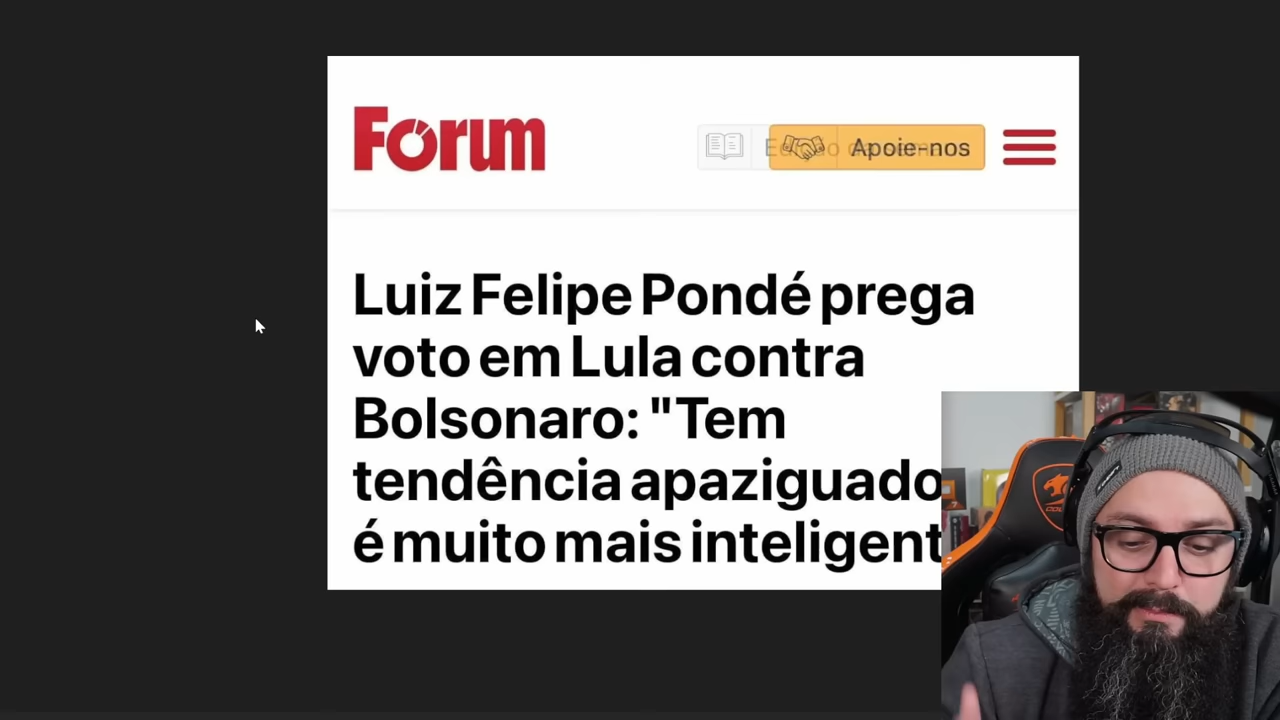 Fórum
Apoie-nos
Luiz Felipe Pondé prega
voto em Lula contra
Bolsonaro: "Tem
tendência apaziguado
é muito mais inteligent